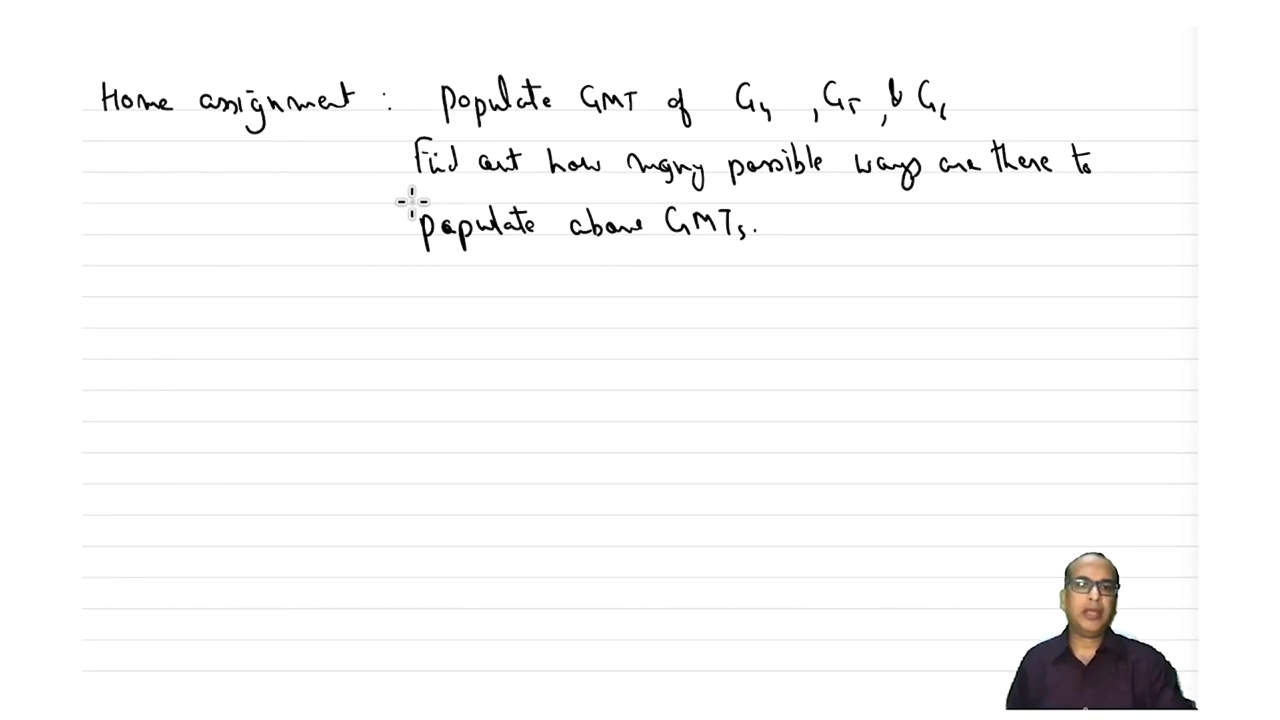 Home assignment : Populate GMT of G4 , G5, & G6
Find out how many possible ways are there to
populate above GMTs.